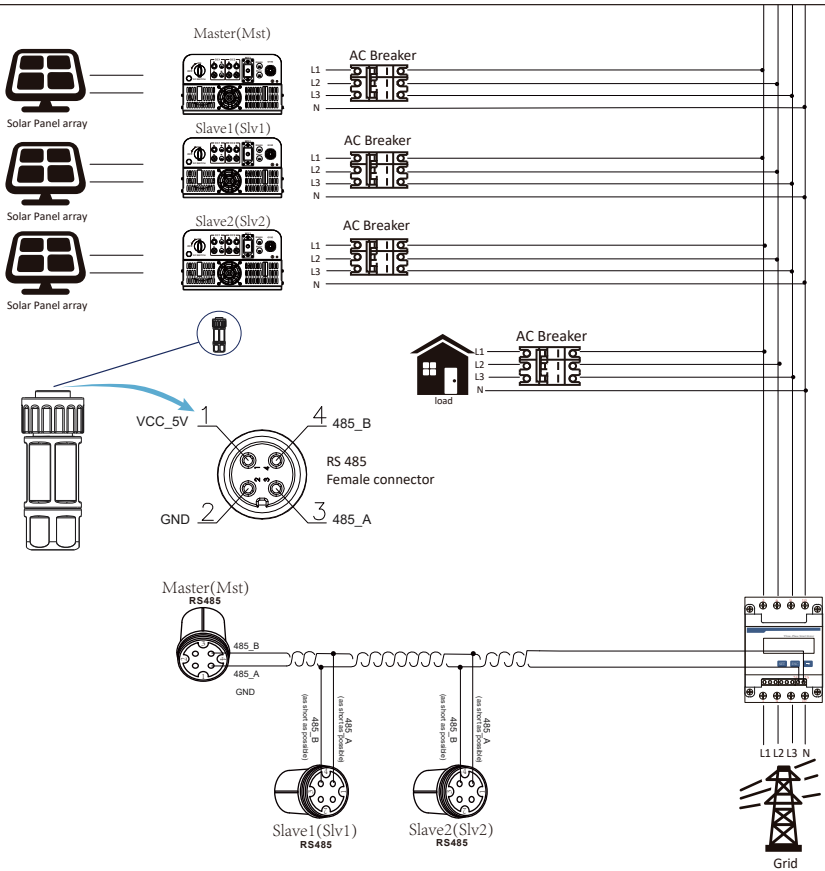 Master(Mst)
AC Breaker
L1
L2
L3
N
Solar Panel array
Slave1(Slv1)
AC Breaker
L1
L2
L3
N
Solar Panel array
Slave2(Slv2)
AC Breaker
L1
L2
L3
N
Solar Panel array
AC Breaker
L1
L2
L3
N
load
VCC_5V 1
4 485_B
1 4
2 3
RS 485
Female connector
GND 2
3 485_A
Master(Mst)
RS485
485_B
485_A
GND
485_B
(as short as possible)
485_A
(as short as possible)
485_B
(as short as possible)
485_A
(as short as possible)
Slave1(Slv1)
RS485
Slave2(Slv2)
RS485
L1 L2 L3 N
Grid